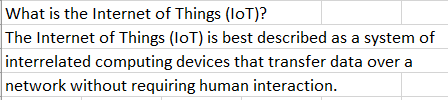 What is the Internet of Things (IoT)?
The Internet of Things (IoT) is best described as a system of
interrelated computing devices that transfer data over a
network without requiring human interaction.